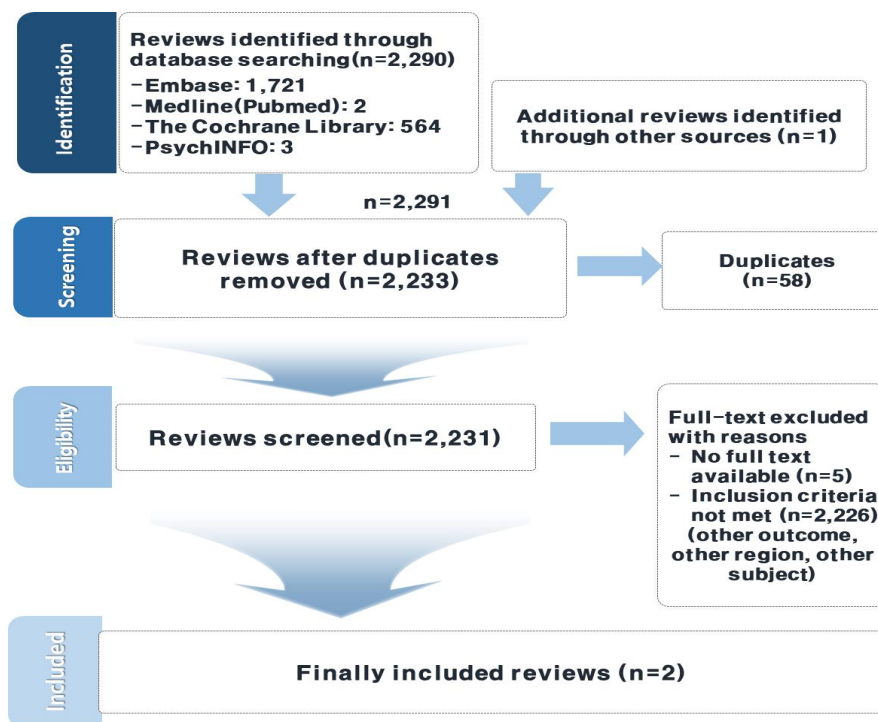 Identification
Reviews identified through
database searching(n=2,290)
-Embase: 1,721
-Medline(Pubmed): 2
-The Cochrane Library: 564
-PsychINFO: 3
Additional reviews identified
through other sources (n=1)
n=2,291
Screening
Reviews after duplicates
removed (n=2,233)
Duplicates
(n=58)
Eligibility
Reviews screened(n=2,231)
Full-text excluded
with reasons
- No full text
available (n=5)
- Inclusion criteria
not met (n=2,226)
(other outcome,
other region, other
subject)
Included
Finally included reviews (n=2)